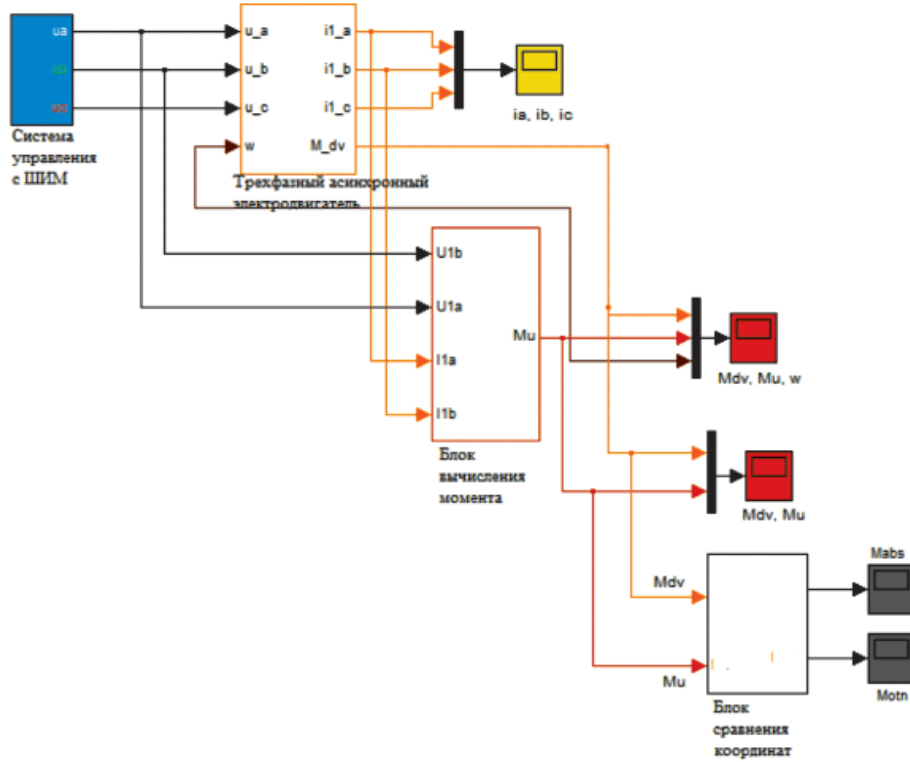 ua
u_a
i1_a
u_b
i1_b
u_c
i1_c
w
M_dv
ia, ib, ic
Система
управления
с ШИМ
Трехфазный асинхронный
электродвигатель
U1b
U1a
I1a
I1b
Mu
Блок
вычисления
момента
Mdv, Mu, w
Mdv, Mu
Mdv
Mu
Mabs
Motn
Блок
сравнения
координат